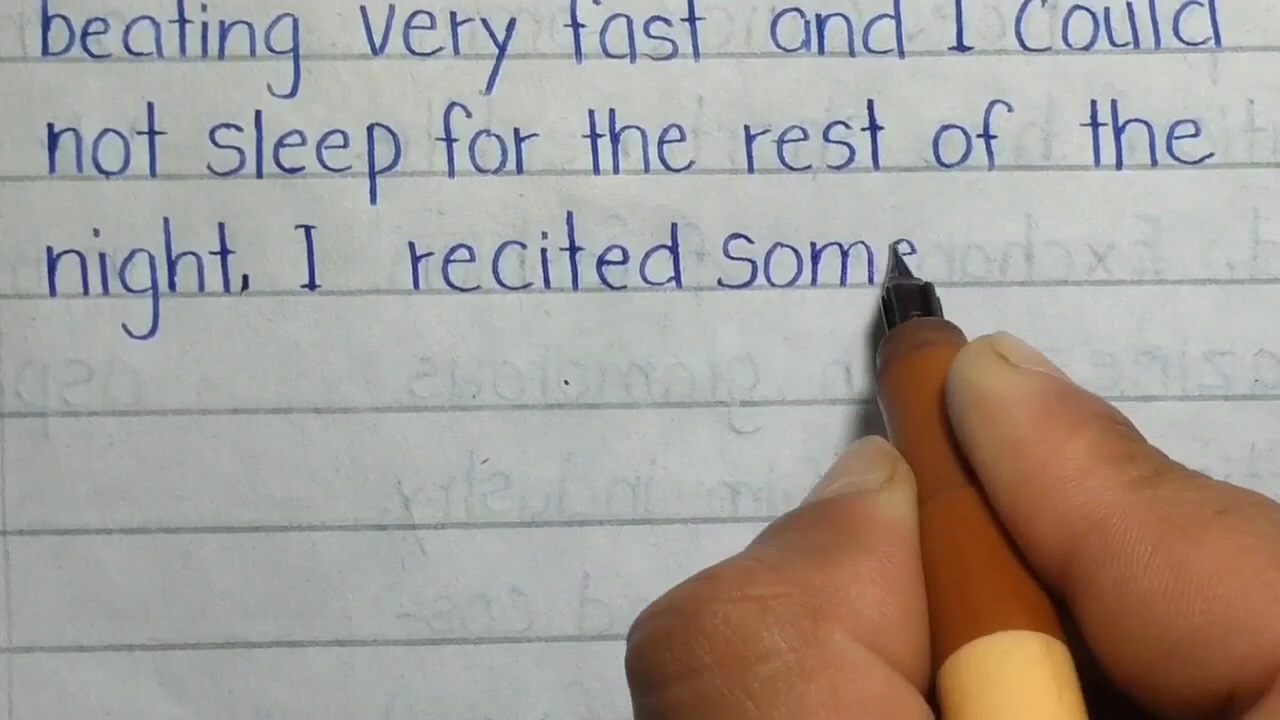 beating very fast and I could
not sleep for the rest of the
night. I recited some